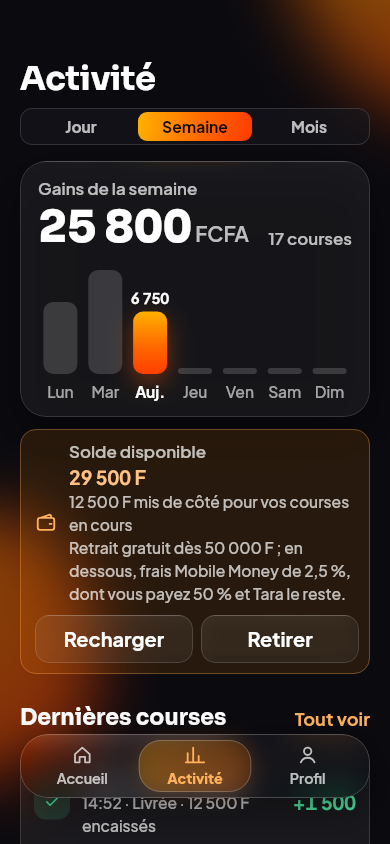 Activité
Jour Semaine Mois
Gains de la semaine
25 800 FCFA 17 courses
6 750
Lun Mar Auj. Jeu Ven Sam Dim
Solde disponible
29 500 F
12 500 F mis de côté pour vos courses
en cours
Retrait gratuit dès 50 000 F ; en
dessous, frais Mobile Money de 2,5 %,
dont vous payez 50 % et Tara le reste.
Recharger Retirer
Dernières courses Tout voir
Accueil Activité Profil
14:52 · Livrée · 12 500 F +1 500
encaissés